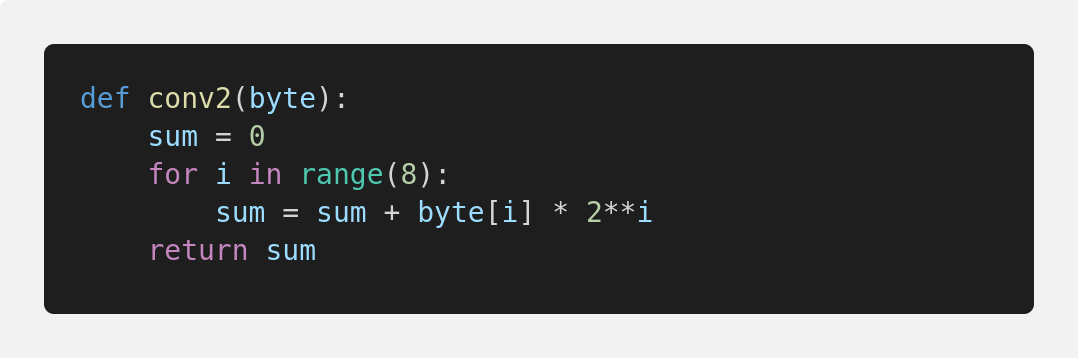 def conv2(byte):
    sum = 0
    for i in range(8):
        sum = sum + byte[i] * 2**i
    return sum